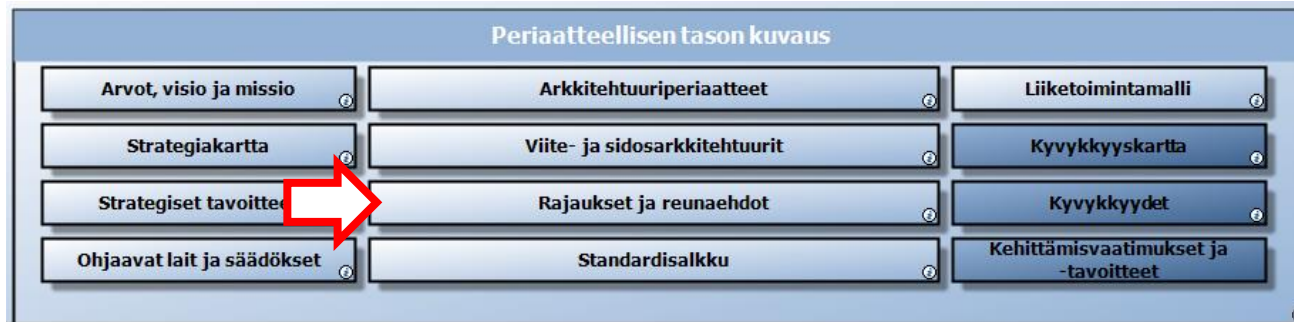 Periaatteellisen tason kuvaus
Arvot, visio ja missio
Arkkitehtuuriperiaatteet
Liiketoimintamalli
Strategiakartta
Viite- ja sidosarkkitehtuurit
Kyvykkyyskartta
Strategiset
Rajaukset ja reunaehdot
Kyvykkyydet
Ohjaavat lait ja säädökset
Standardisalkku
Kehittämisvaatimukset ja
-tavoitteet